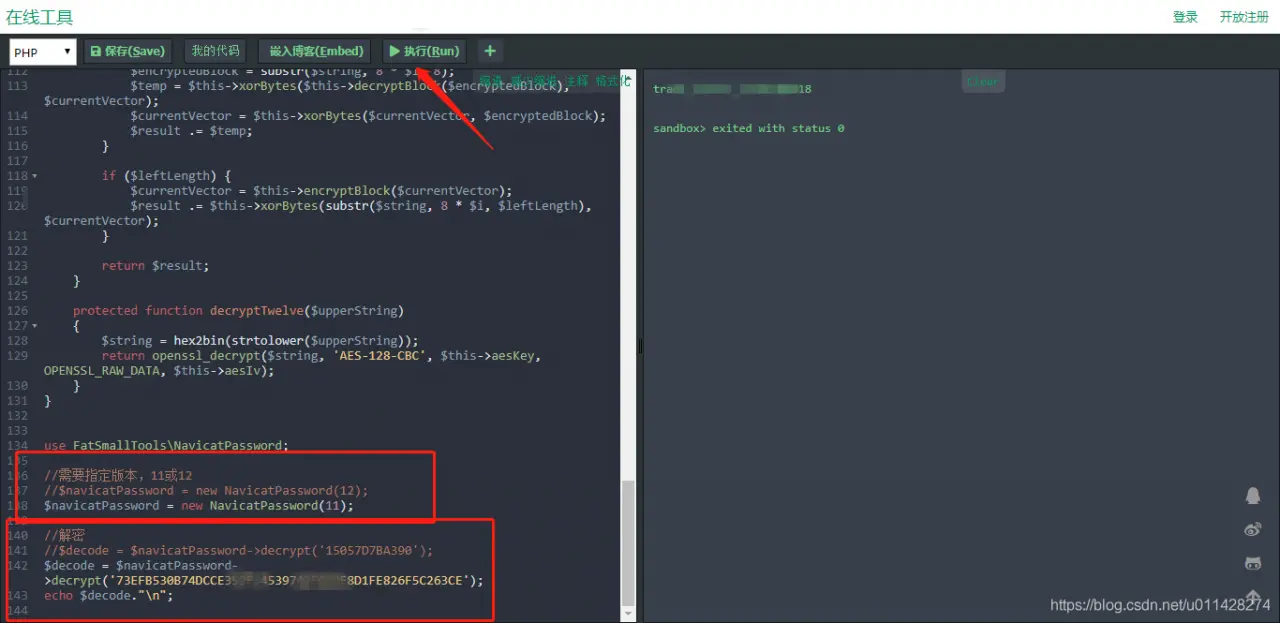 在线工具
登录 开放注册
PHP 保存(Save) 我的代码 嵌入博客(Embed) 执行(Run) +
缩进 减少缩进 注释 格式化
Clear
112 $encryptedBlock = substr($string, 8 * $i, 8);
113 $temp = $this->xorBytes($this->decryptBlock($encryptedBlock),
$currentVector);
114 $currentVector = $this->xorBytes($currentVector, $encryptedBlock);
115 $result .= $temp;
116 }
117
118 if ($leftLength) {
119 $currentVector = $this->encryptBlock($currentVector);
120 $result .= $this->xorBytes(substr($string, 8 * $i, $leftLength),
$currentVector);
121 }
122
123 return $result;
124 }
125
126 protected function decryptTwelve($upperString)
127 {
128 $string = hex2bin(strtolower($upperString));
129 return openssl_decrypt($string, 'AES-128-CBC', $this->aesKey,
OPENSSL_RAW_DATA, $this->aesIv);
130 }
131 }
132
133
134 use FatSmallTools\NavicatPassword;
135
136 //需要指定版本，11或12
137 //$navicatPassword = new NavicatPassword(12);
138 $navicatPassword = new NavicatPassword(11);
140 //解密
141 //$decode = $navicatPassword->decrypt('15057D7BA390');
142 $decode = $navicatPassword-
>decrypt('73EFB530B74DCCE3 45397 8D1FE826F5C263CE');
143 echo $decode."\n";
144
trad 18
sandbox> exited with status 0
https://blog.csdn.net/u011428274